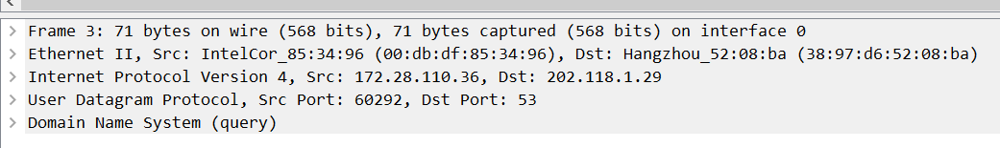 Frame 3: 71 bytes on wire (568 bits), 71 bytes captured (568 bits) on interface 0
Ethernet II, Src: IntelCor_85:34:96 (00:db:df:85:34:96), Dst: Hangzhou_52:08:ba (38:97:d6:52:08:ba)
Internet Protocol Version 4, Src: 172.28.110.36, Dst: 202.118.1.29
User Datagram Protocol, Src Port: 60292, Dst Port: 53
Domain Name System (query)